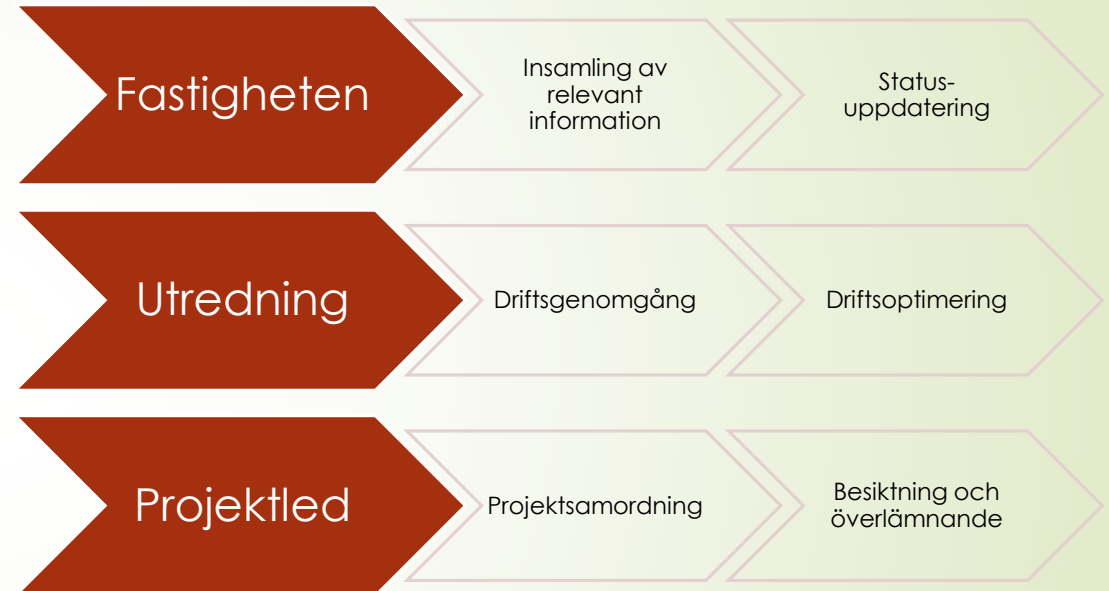 Fastigheten
Insamling av
relevant
information
Status-
uppdatering
Utredning
Driftsgenomgång
Driftsoptimering
Projektled
Projektsamordning
Besiktning och
överlämnande